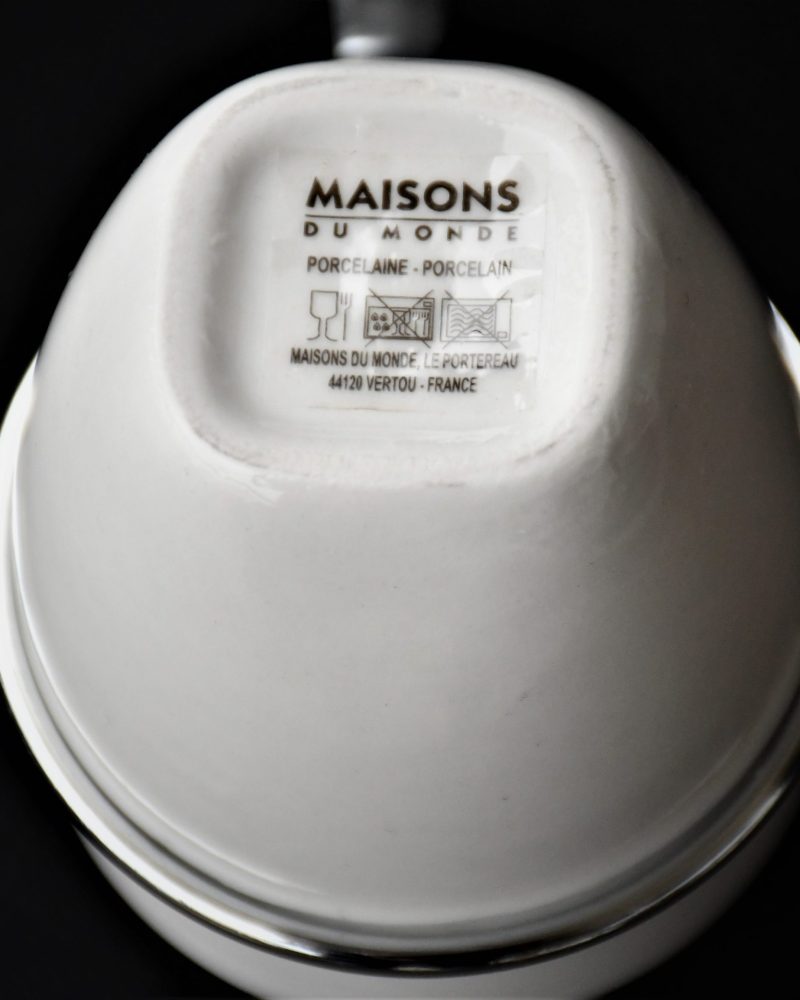 MAISONS
DU MONDE
PORCELAINE - PORCELAIN
MAISONS DU MONDE, LE PORTEREAU
44120 VERTOU - FRANCE